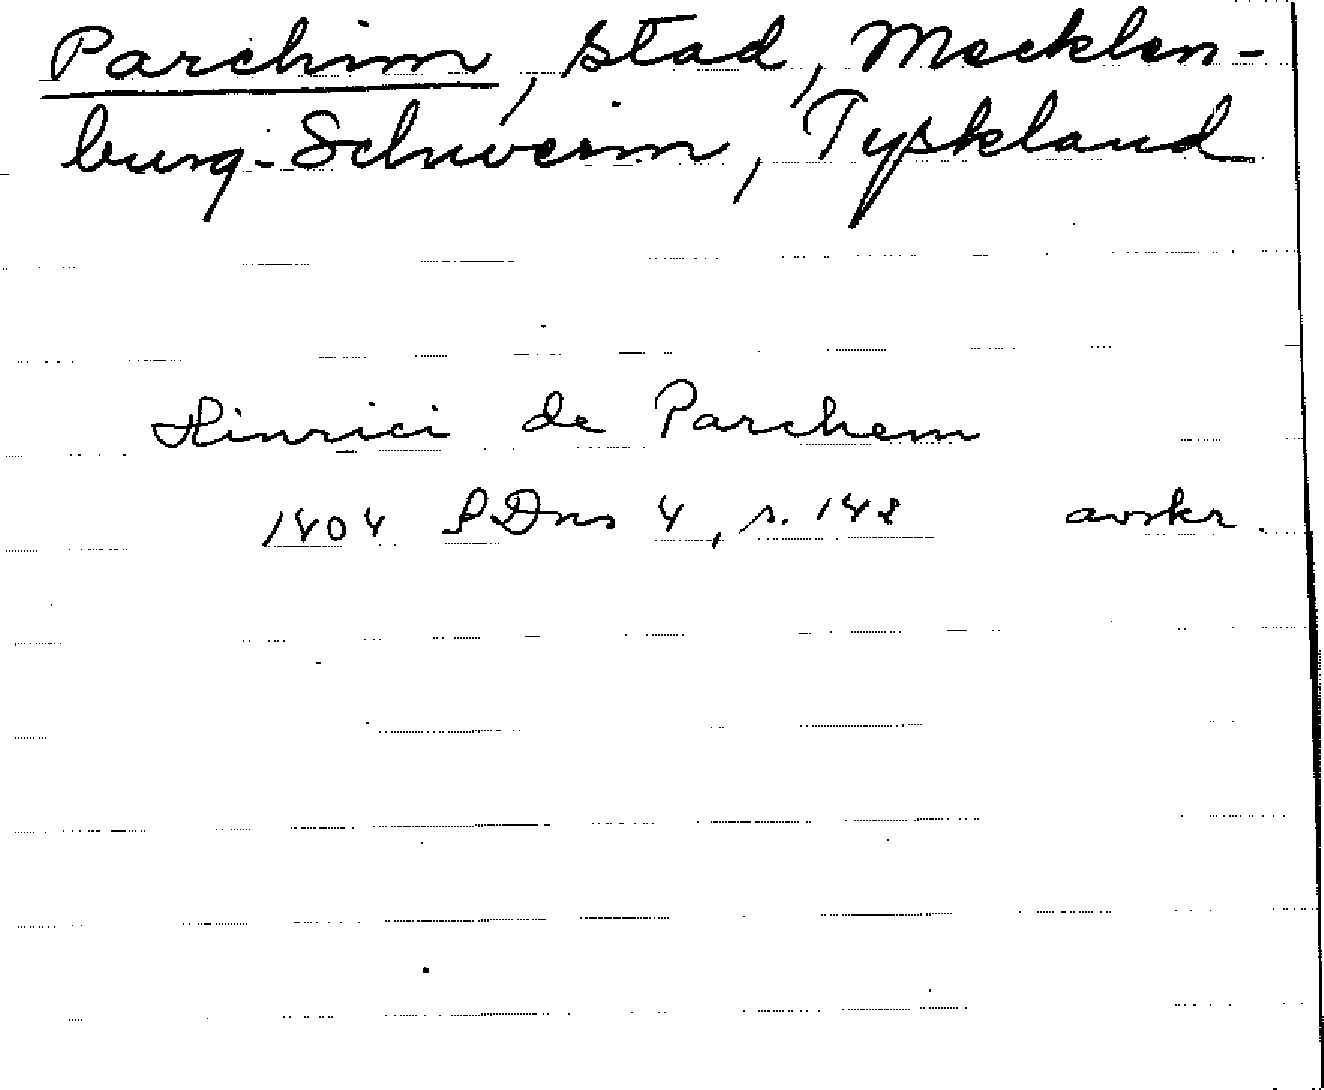 Parchim, stad, Mecklen-
burg-Schwerin, Tyskland
Hinrici de Parchem
1404 SDns 4, s. 142 avskr.